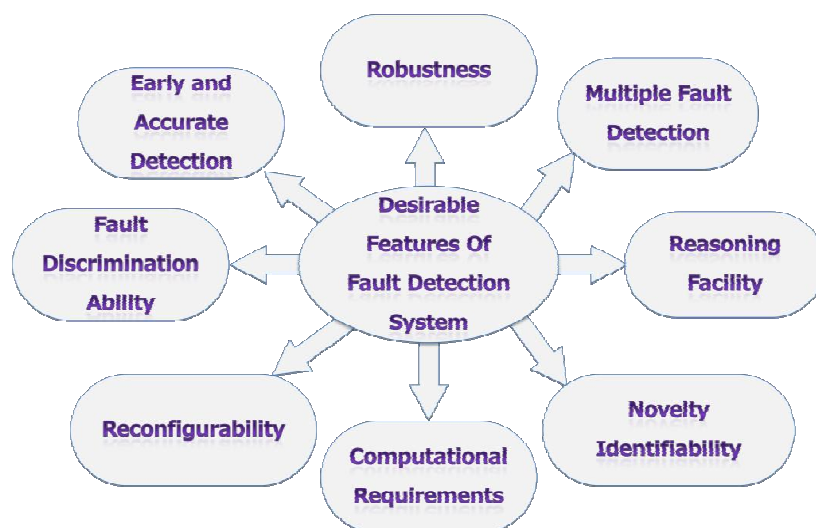 Robustness
Early and
Accurate
Detection
Multiple Fault
Detection
Desirable
Features Of
Fault Detection
System
Fault
Discrimination
Ability
Reasoning
Facility
Reconfigurability
Computational
Requirements
Novelty
Identifiability